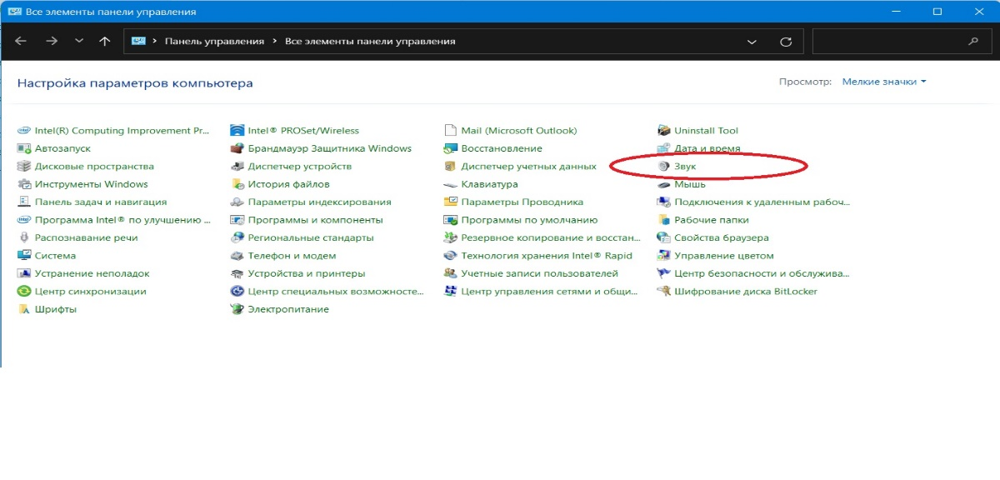 Все элементы панели управления
Панель управления > Все элементы панели управления
Настройка параметров компьютера
Просмотр: Мелкие значки
Intel(R) Computing Improvement Pr... Intel® PROSet/Wireless Mail (Microsoft Outlook) Uninstall Tool
Автозапуск Брандмауэр Защитника Windows Восстановление Дата и время
Дисковые пространства Диспетчер устройств Диспетчер учетных данных Звук
Инструменты Windows История файлов Клавиатура Мышь
Панель задач и навигация Параметры индексирования Параметры Проводника Подключения к удаленным рабоч...
Программа Intel® по улучшению ... Программы и компоненты Программы по умолчанию Рабочие папки
Распознавание речи Региональные стандарты Резервное копирование и восстан... Свойства браузера
Система Телефон и модем Технология хранения Intel® Rapid Управление цветом
Устранение неполадок Устройства и принтеры Учетные записи пользователей Центр безопасности и обслужива...
Центр синхронизации Центр специальных возможносте... Центр управления сетями и общи... Шифрование диска BitLocker
Шрифты Электропитание